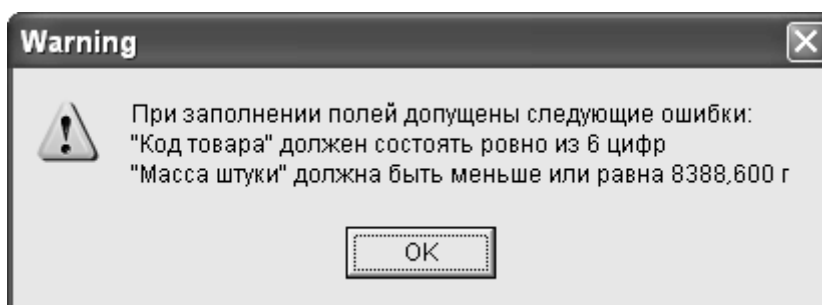 Warning
При заполнении полей допущены следующие ошибки:
"Код товара" должен состоять ровно из 6 цифр
"Масса штуки" должна быть меньше или равна 8388,600 г
OK